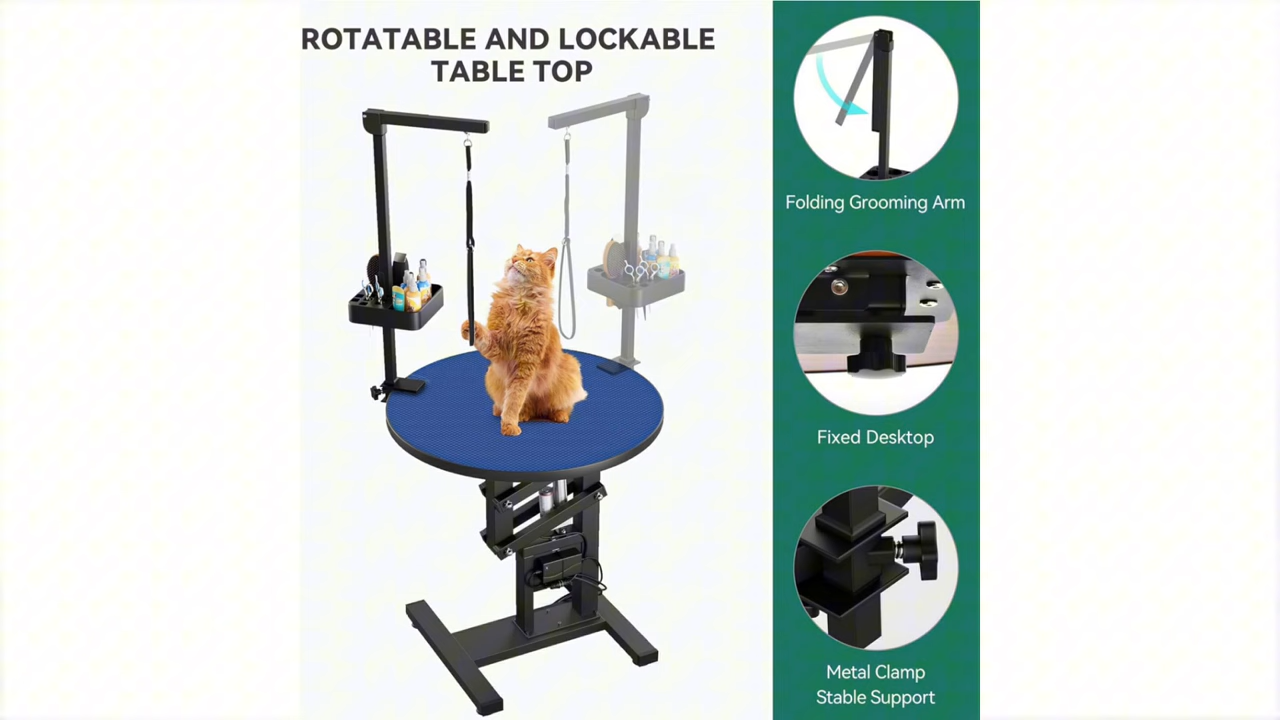 ROTATABLE AND LOCKABLE
TABLE TOP
Folding Grooming Arm
Fixed Desktop
Metal Clamp
Stable Support